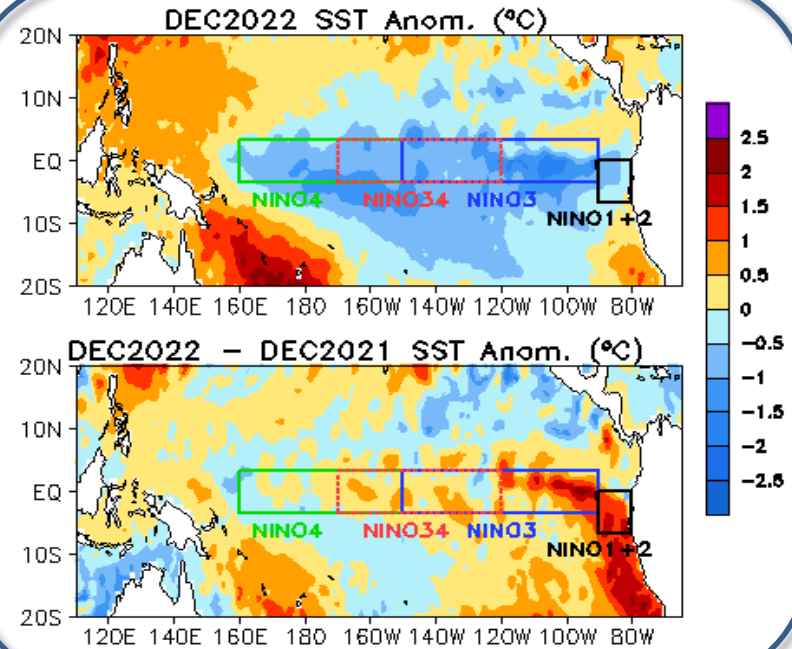 DEC2022 SST Anom. (ºC)
20N
10N
EQ
10S
20S
NINO4
NINO34
NINO3
NINO1+2
120E 140E 160E 180 160W 140W 120W 100W 80W
DEC2022 – DEC2021 SST Anom. (ºC)
20N
10N
EQ
10S
20S
NINO4
NINO34
NINO3
NINO1+2
120E 140E 160E 180 160W 140W 120W 100W 80W
2.5
2
1.5
1
0.5
0
−0.5
−1
−1.5
−2
−2.5